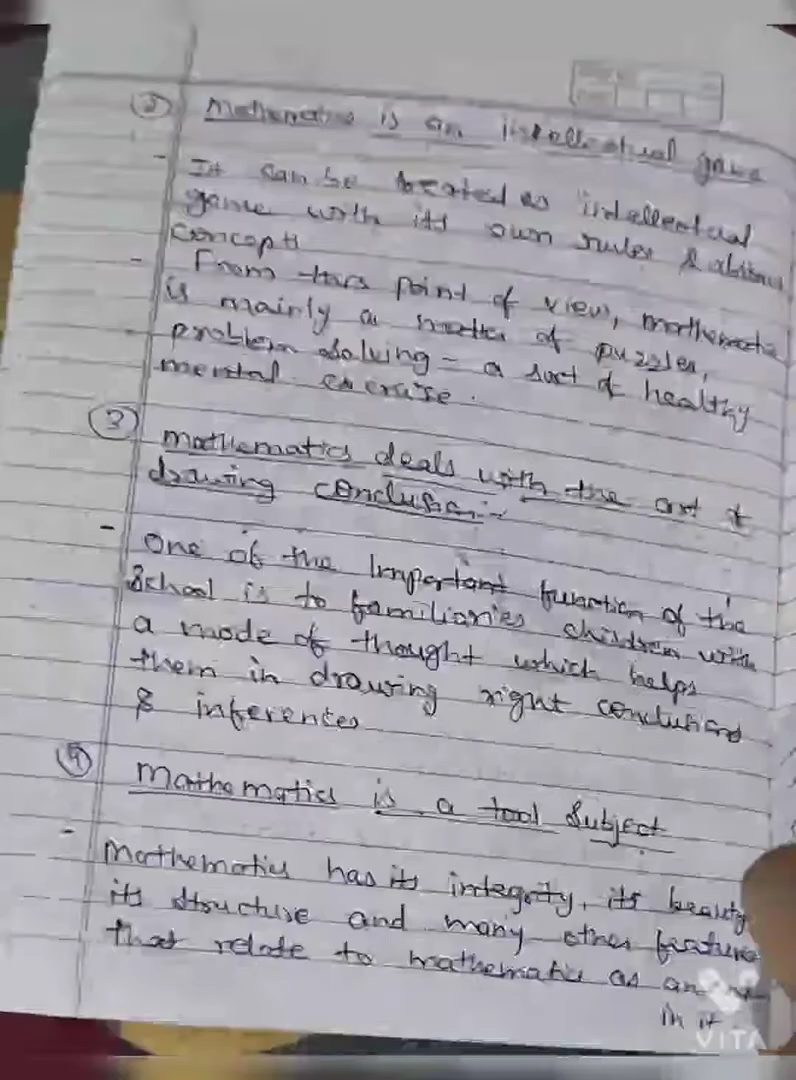 ② Mathematics is an intellectual game
- It can be treated as intellectual
game with its own rules & abstract
concepts
- From this point of view, mathematics
is mainly a matter of puzzles,
- problem solving - a sort of healthy
mental exercise.
③ mathematics deals with the art of
drawing conclusion:-
- One of the Important function of the
School is to familiaries children with
a mode of thought which helps
them in drawing right conclusions
& inferences
④ Mathematics is a tool Subject
- Mathematics has its integrity, its beauty
its structure and many other feature
that relate to mathematics as an
in it
VITA